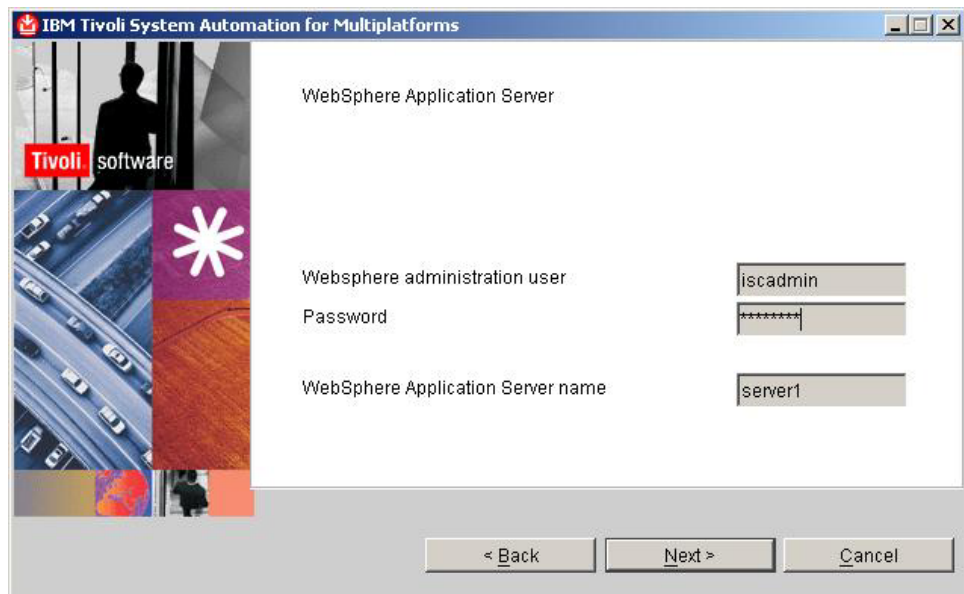 IBM Tivoli System Automation for Multiplatforms
Tivoli software
WebSphere Application Server
Websphere administration user
iscadmin
Password
********
WebSphere Application Server name
server1
< Back
Next >
Cancel